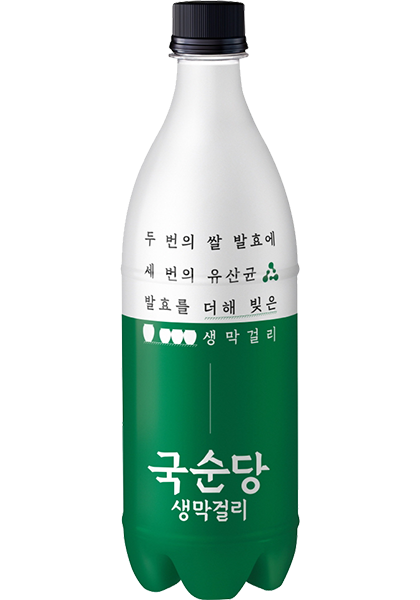 두 번의 쌀 발효에
세 번의 유산균
발효를 더해 빚은
생막걸리
국순당
생막걸리